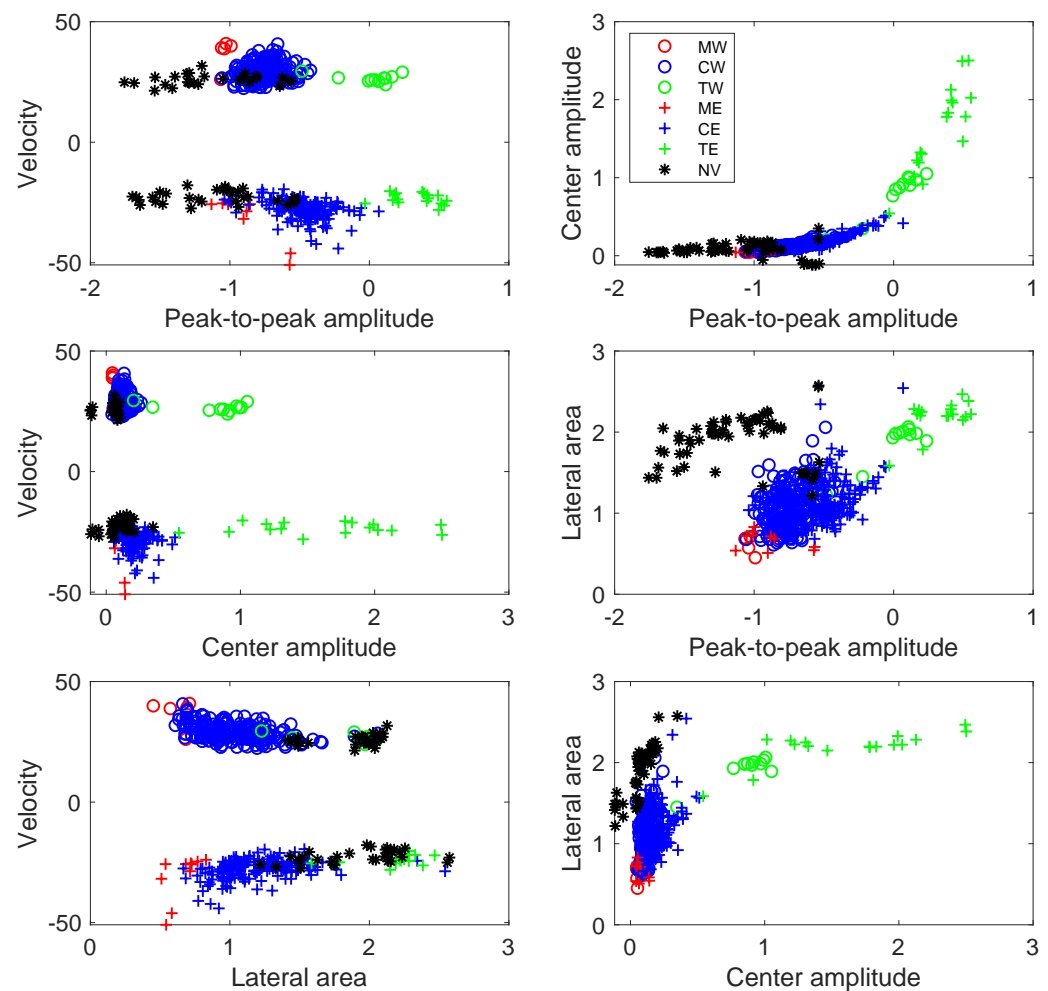 50
0
-50
Velocity
-2 -1 0 1
Peak-to-peak amplitude
3
2
1
0
Center amplitude
MW
CW
TW
ME
CE
TE
NV
-2 -1 0 1
Peak-to-peak amplitude
50
0
-50
Velocity
0 1 2 3
Center amplitude
3
2
1
0
Lateral area
-2 -1 0 1
Peak-to-peak amplitude
50
0
-50
Velocity
0 1 2 3
Lateral area
3
2
1
0
Lateral area
0 1 2 3
Center amplitude